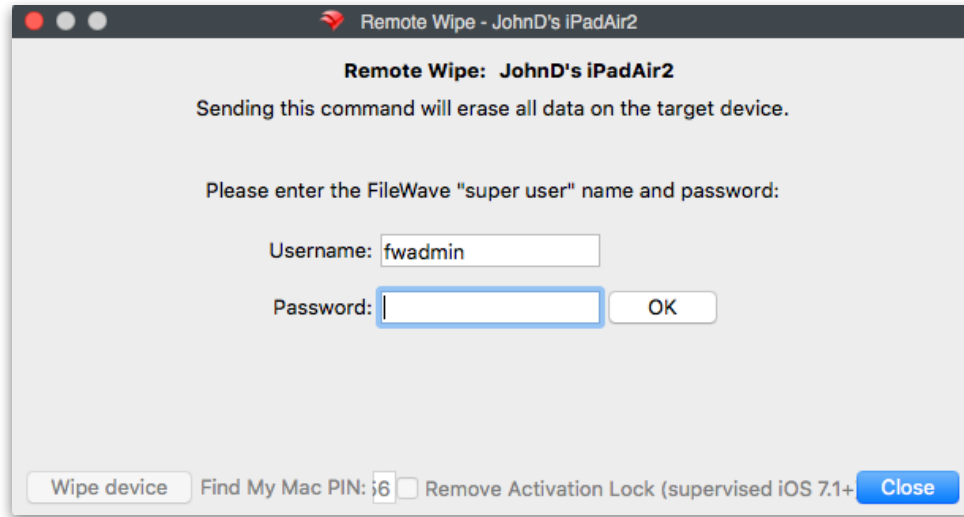 Remote Wipe - JohnD's iPadAir2
Remote Wipe: JohnD's iPadAir2
Sending this command will erase all data on the target device.
Please enter the FileWave "super user" name and password:
Username: fwadmin
Password: OK
Wipe device Find My Mac PIN: 56 Remove Activation Lock (supervised iOS 7.1+ Close